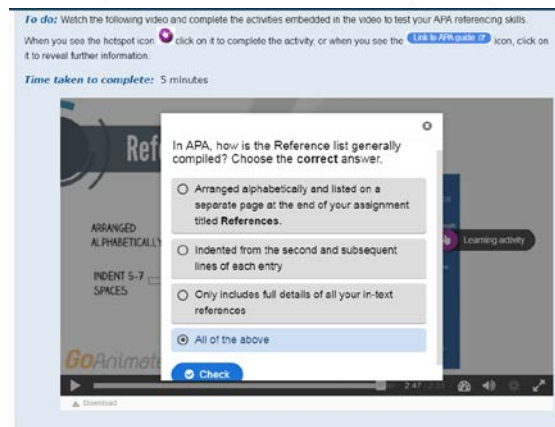 To do: Watch the following video and complete the activities embedded in the video to test your APA referencing skills.
When you see the hotspot icon click on it to complete the activity, or when you see the Link to APA guide icon, click on
it to reveal further information.
Time taken to complete: 5 minutes
Ref
In APA, how is the Reference list generally
compiled? Choose the correct answer.
Arranged alphabetically and listed on a
separate page at the end of your assignment
titled References.
ARRANGED
ALPHABETICALLY
Learning activity
Indented from the second and subsequent
lines of each entry
INDENT 5-7
SPACES
Only includes full details of all your in-text
references
All of the above
GoAnimate
Check
2:47
Download